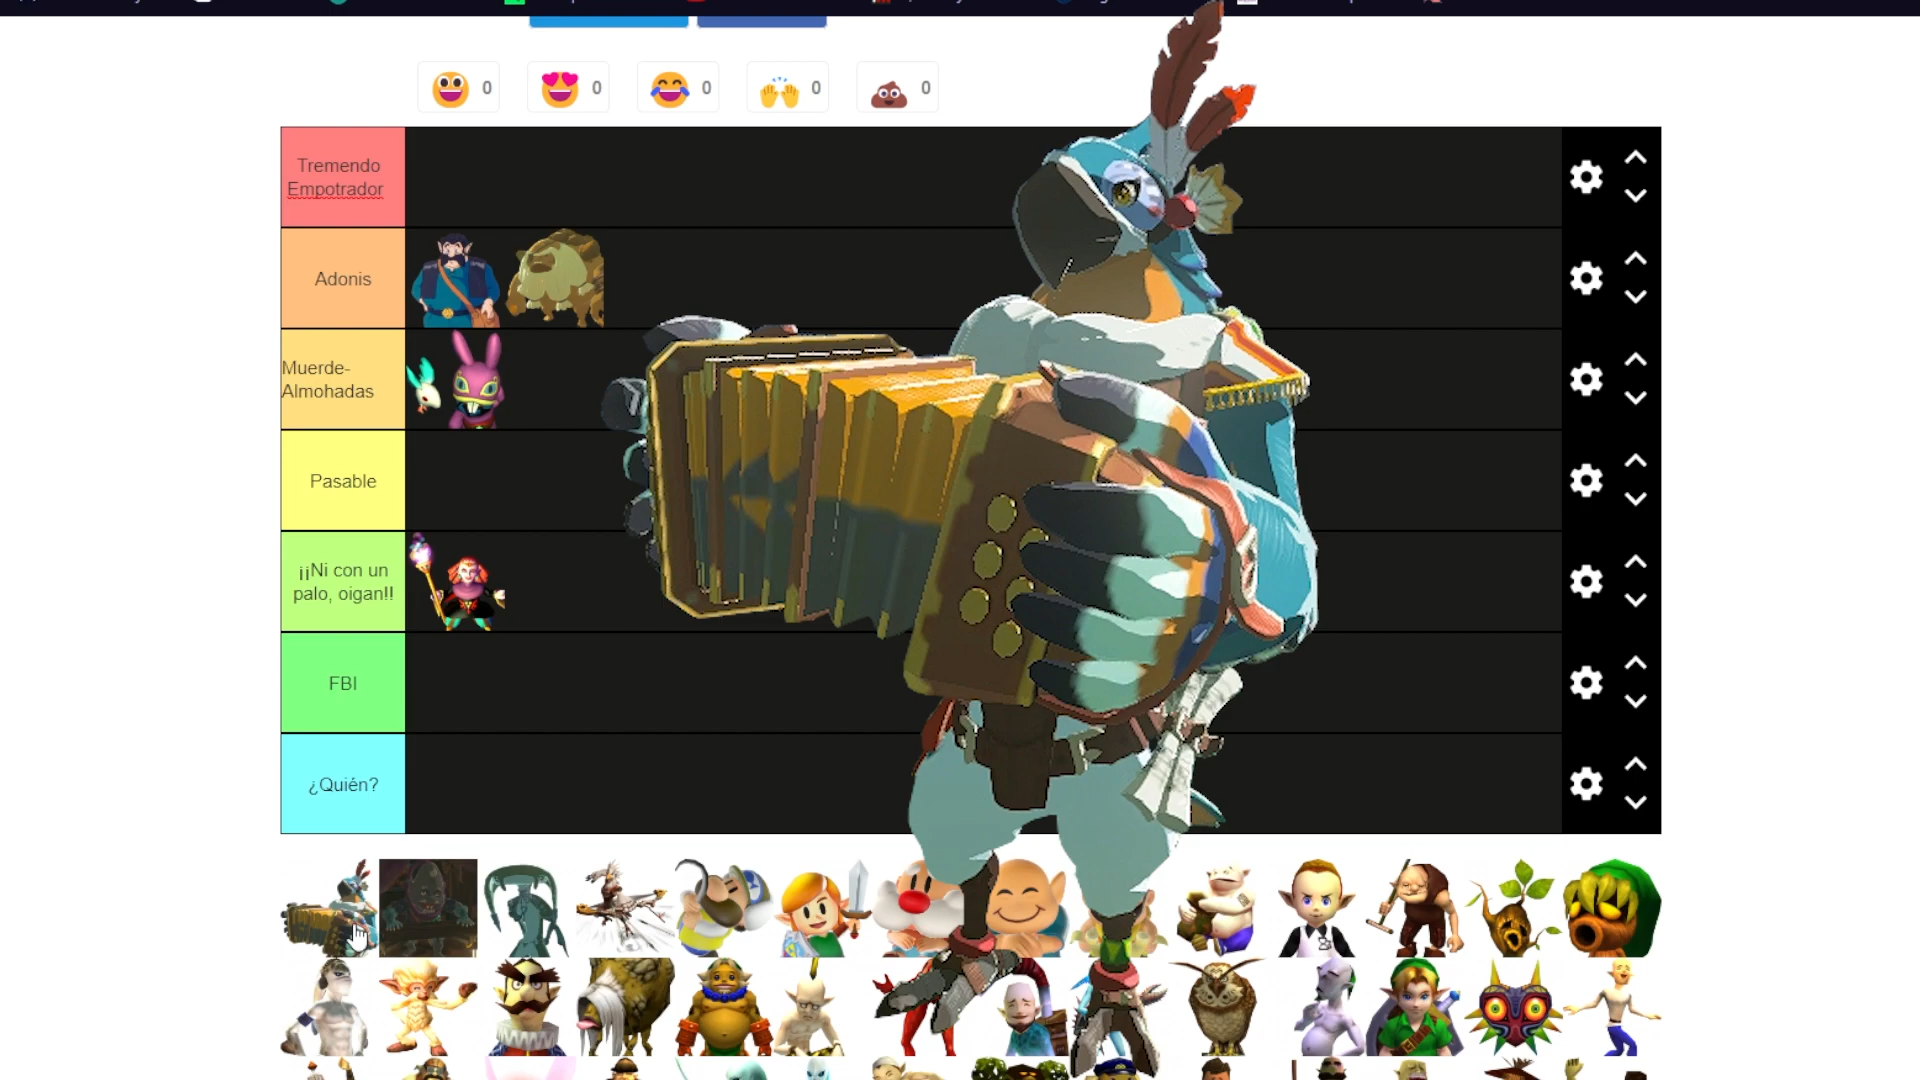 0 0 0 0 0
Tremendo
Empotrador
Adonis
Muerde-
Almohadas
Pasable
¡¡Ni con un
palo, oigan!!
FBI
¿Quién?